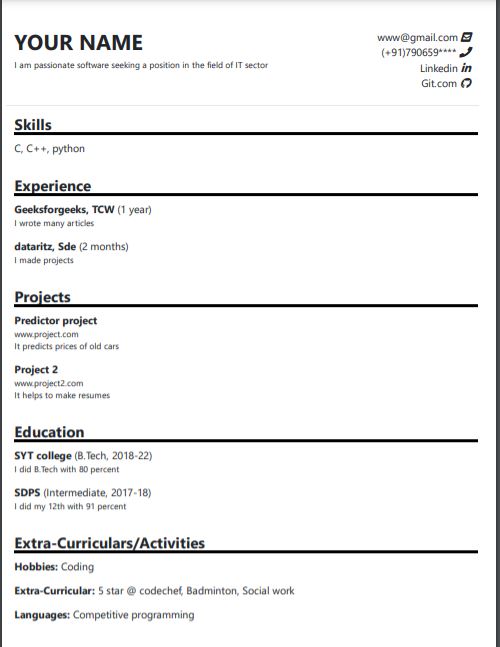 YOUR NAME
I am passionate software seeking a position in the field of IT sector
www@gmail.com
(+91)790659****
Linkedin in
Git.com
Skills
C, C++, python
Experience
Geeksforgeeks, TCW (1 year)
I wrote many articles
dataritz, Sde (2 months)
I made projects
Projects
Predictor project
www.project.com
It predicts prices of old cars
Project 2
www.project2.com
It helps to make resumes
Education
SYT college (B.Tech, 2018-22)
I did B.Tech with 80 percent
SDPS (Intermediate, 2017-18)
I did my 12th with 91 percent
Extra-Curriculars/Activities
Hobbies: Coding
Extra-Curricular: 5 star @ codechef, Badminton, Social work
Languages: Competitive programming